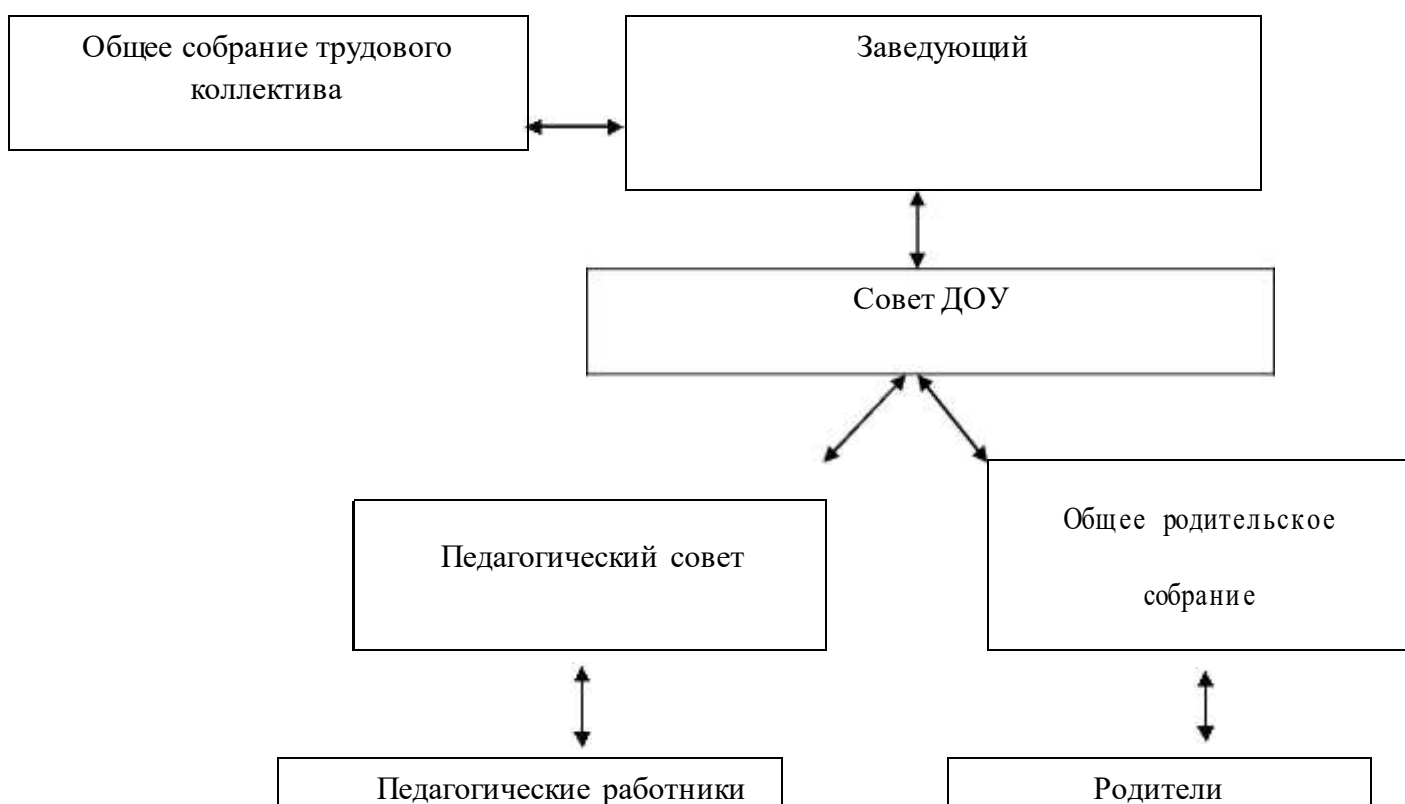 Общее собрание трудового
коллектива
Заведующий
Совет ДОУ
Педагогический совет
Общее родительское
собрание
Педагогические работники
Родители